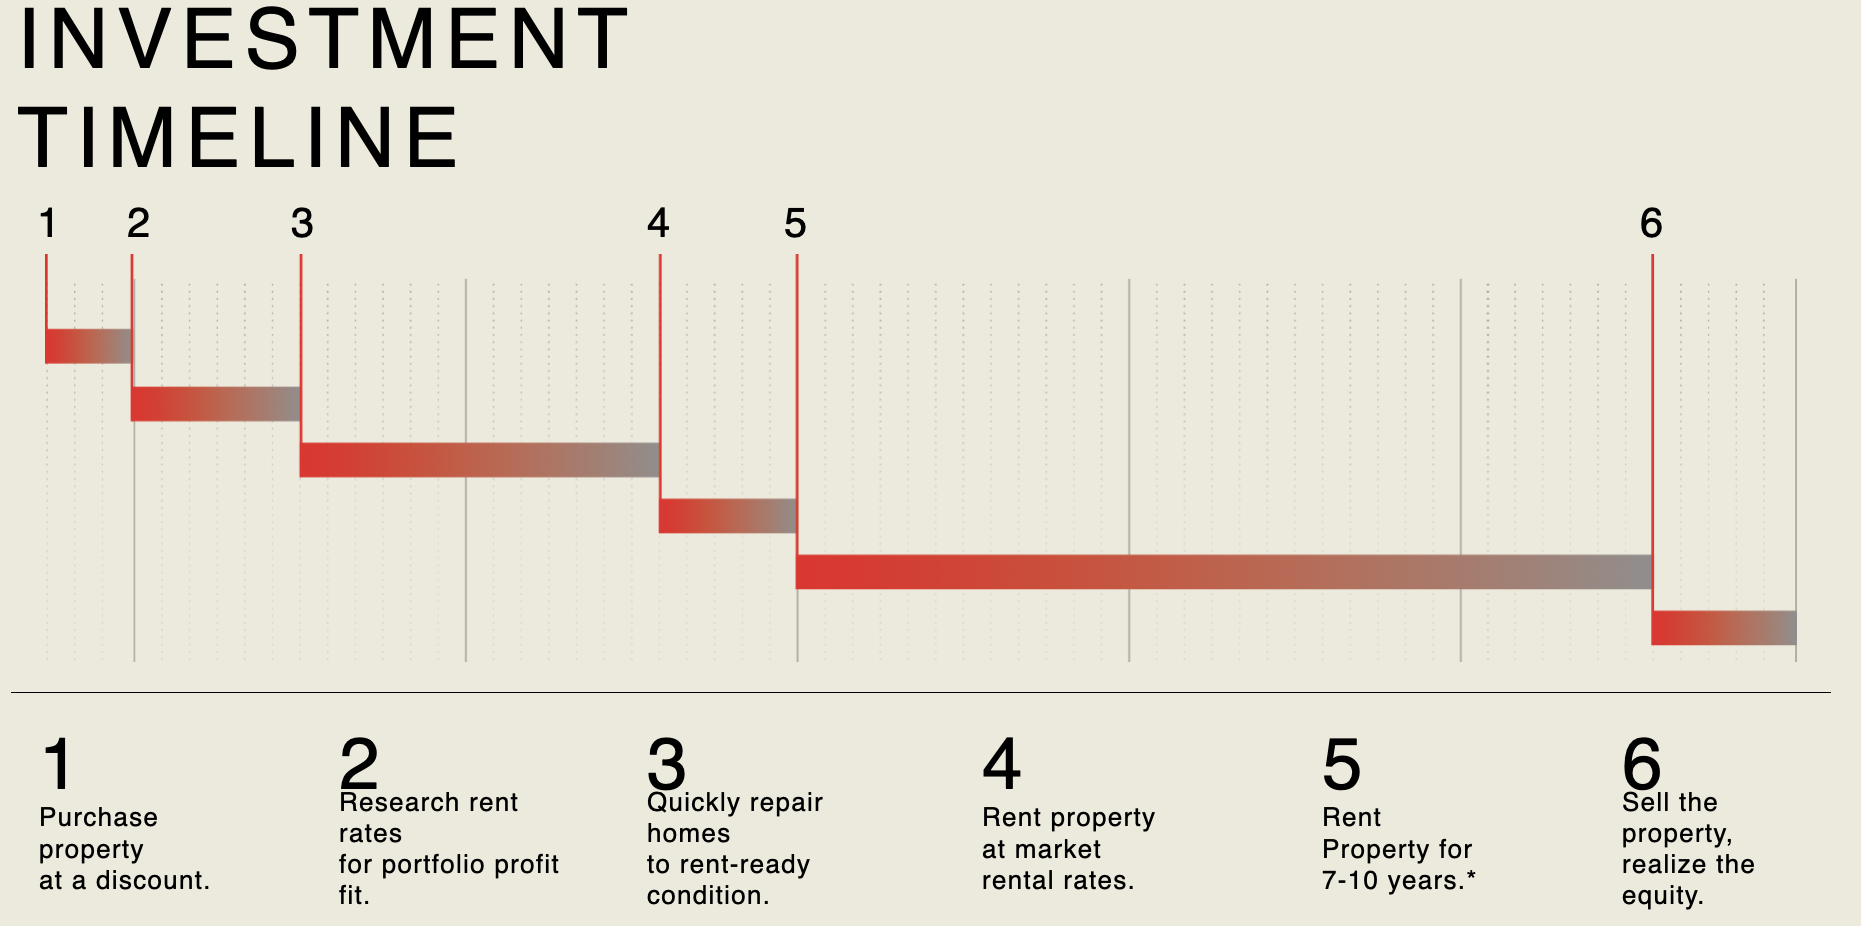 INVESTMENT
TIMELINE
1 2 3 4 5 6
1
Purchase
property
at a discount.
2
Research rent
rates
for portfolio profit
fit.
3
Quickly repair
homes
to rent-ready
condition.
4
Rent property
at market
rental rates.
5
Rent
Property for
7-10 years.*
6
Sell the
property,
realize the
equity.